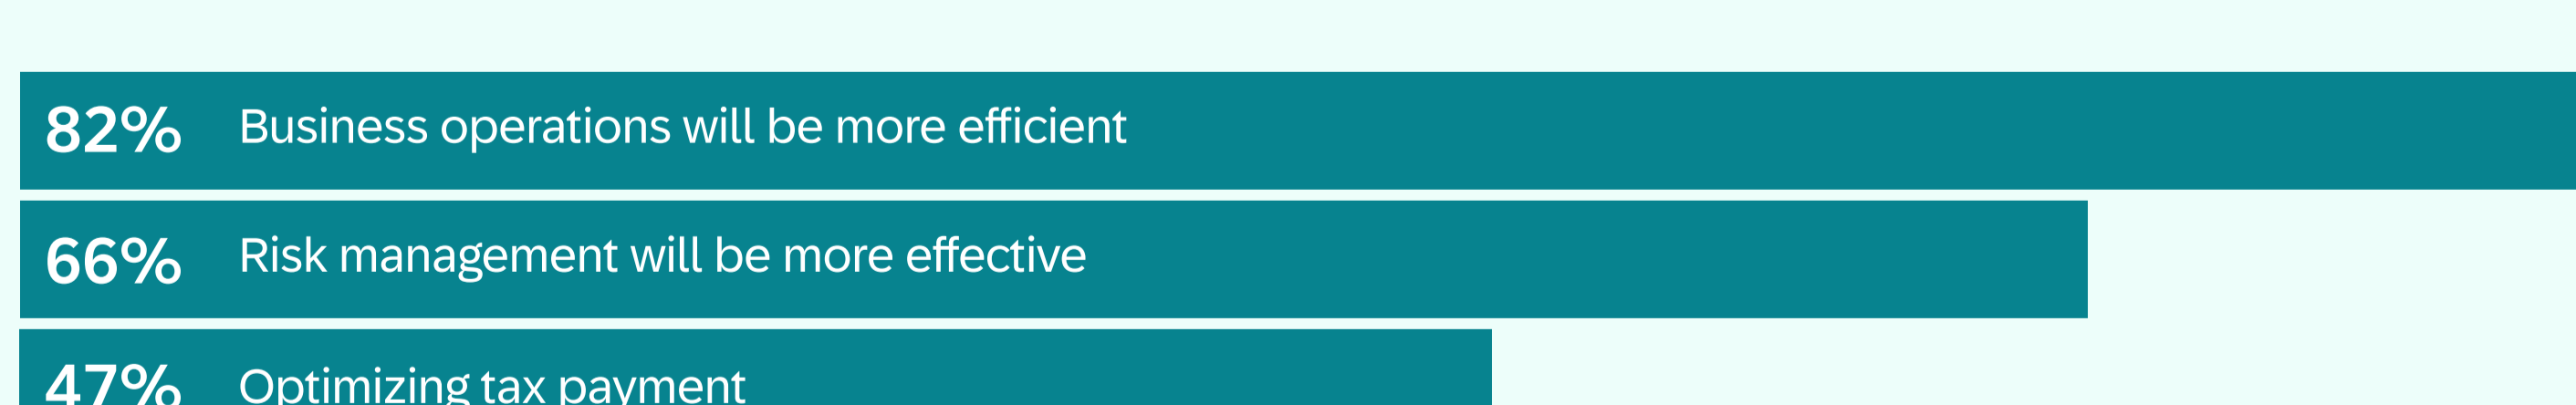 82% Business operations will be more efficient
66% Risk management will be more effective
47% Optimizing tax payment